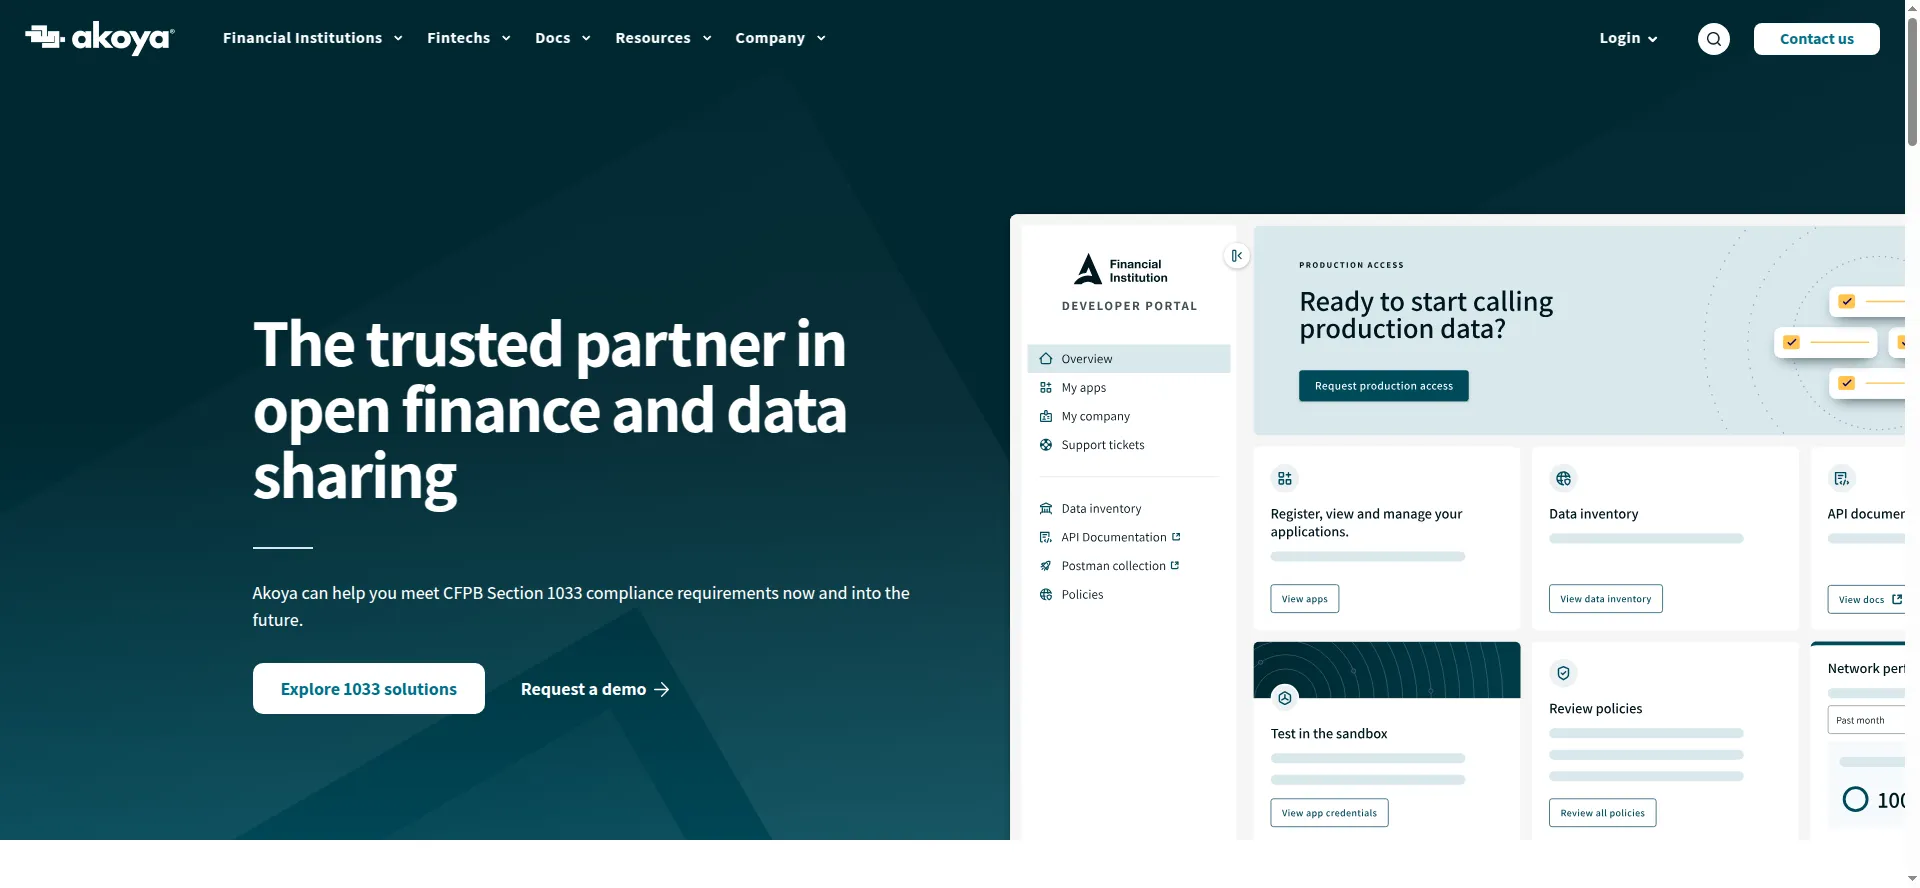 akoya
Financial Institutions
Fintechs
Docs
Resources
Company
Login
Contact us
The trusted partner in
open finance and data
sharing
Akoya can help you meet CFPB Section 1033 compliance requirements now and into the
future.
Explore 1033 solutions
Request a demo
Financial
Institution
DEVELOPER PORTAL
Overview
My apps
My company
Support tickets
Data inventory
API Documentation
Postman collection
Policies
PRODUCTION ACCESS
Ready to start calling
production data?
Request production access
Register, view and manage your
applications.
View apps
Data inventory
View data inventory
API documen
View docs
Test in the sandbox
View app credentials
Review policies
Review all policies
Network perf
Past month
100